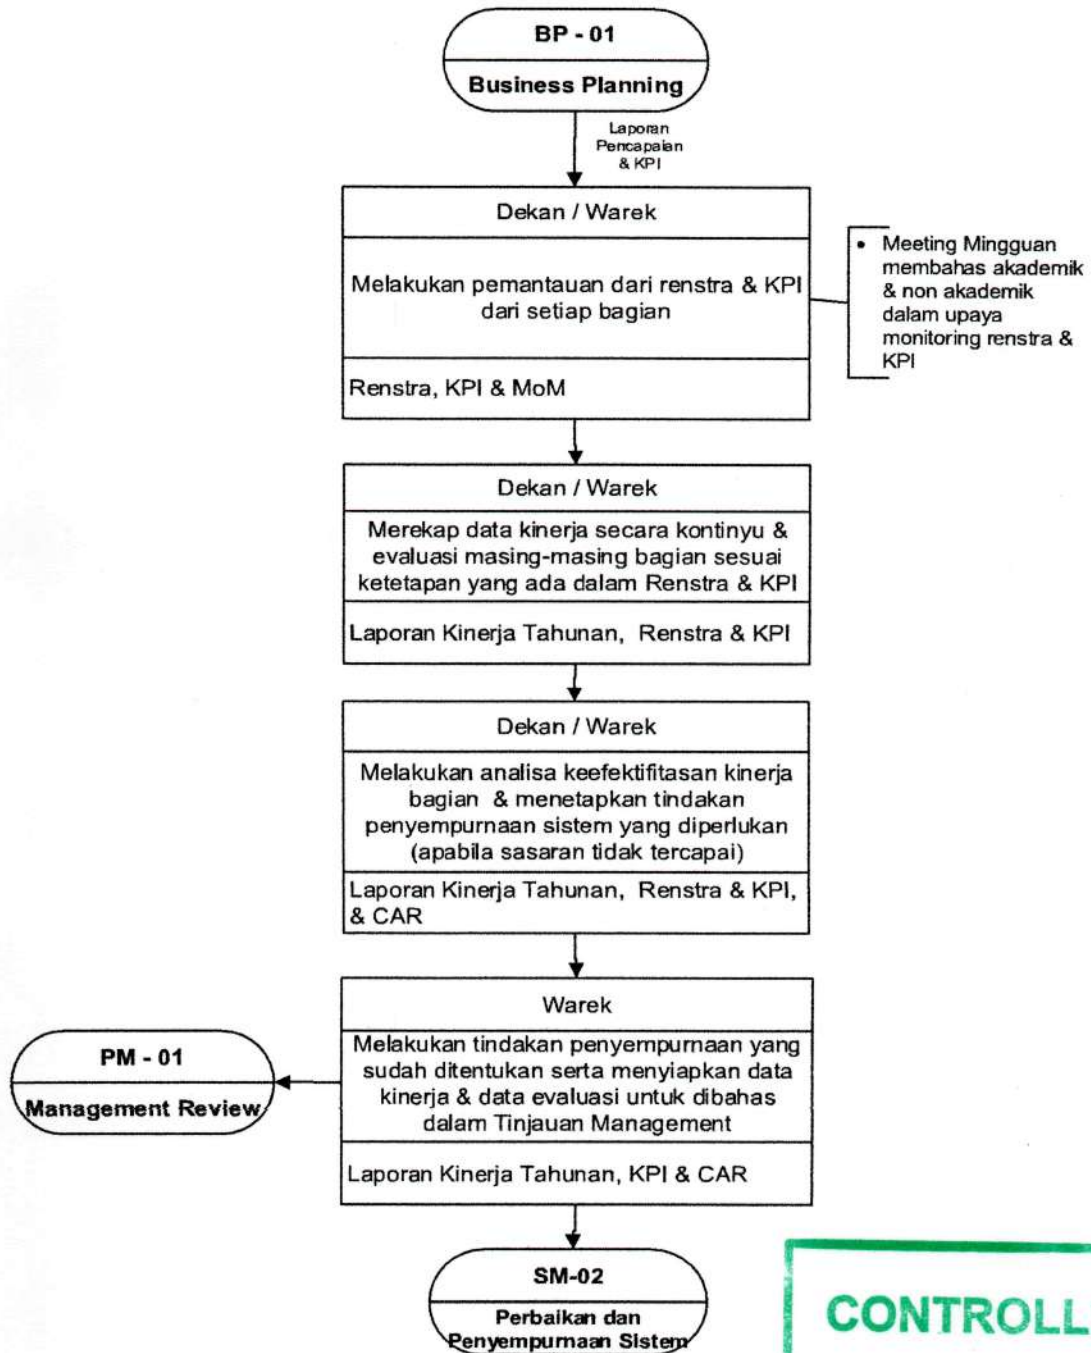 BP - 01
Business Planning
Laporan
Pencapaian
& KPI
Dekan / Warek
Melakukan pemantauan dari renstra & KPI
dari setiap bagian
Renstra, KPI & MoM
• Meeting Mingguan
membahas akademik
& non akademik
dalam upaya
monitoring renstra &
KPI
Dekan / Warek
Merekap data kinerja secara kontinyu &
evaluasi masing-masing bagian sesuai
ketetapan yang ada dalam Renstra & KPI
Laporan Kinerja Tahunan, Renstra & KPI
Dekan / Warek
Melakukan analisa keefektifitasan kinerja
bagian & menetapkan tindakan
penyempurnaan sistem yang diperlukan
(apabila sasaran tidak tercapai)
Laporan Kinerja Tahunan, Renstra & KPI,
& CAR
Warek
Melakukan tindakan penyempurnaan yang
sudah ditentukan serta menyiapkan data
kinerja & data evaluasi untuk dibahas
dalam Tinjauan Management
Laporan Kinerja Tahunan, KPI & CAR
PM - 01
Management Review
SM-02
Perbaikan dan
Penyempurnaan Sistem
CONTROLL